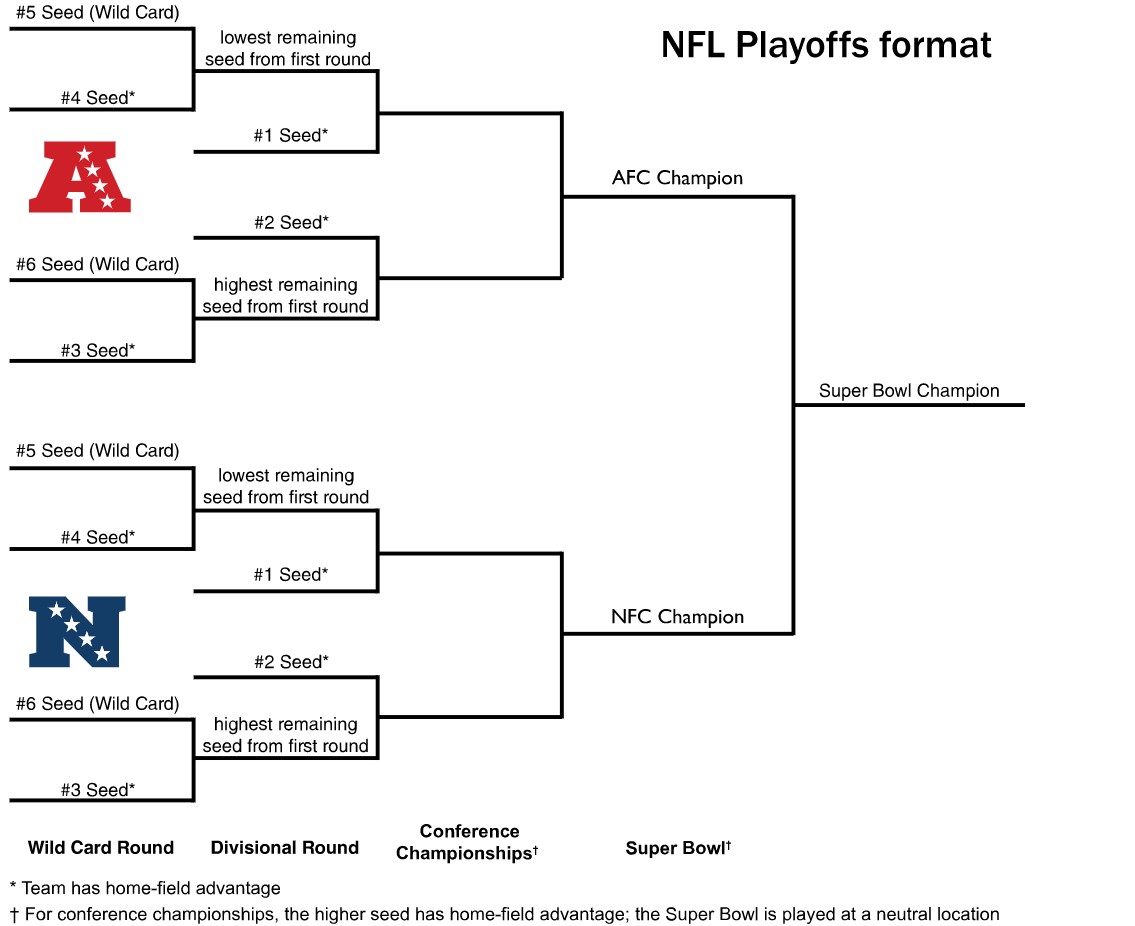 NFL Playoffs format
#5 Seed (Wild Card)
lowest remaining
seed from first round
#4 Seed*
#1 Seed*
A
AFC Champion
#2 Seed*
#6 Seed (Wild Card)
highest remaining
seed from first round
#3 Seed*
Super Bowl Champion
#5 Seed (Wild Card)
lowest remaining
seed from first round
#4 Seed*
#1 Seed*
N
NFC Champion
#2 Seed*
#6 Seed (Wild Card)
highest remaining
seed from first round
#3 Seed*
Wild Card Round
Divisional Round
Conference
Championships†
Super Bowl†
* Team has home-field advantage
† For conference championships, the higher seed has home-field advantage; the Super Bowl is played at a neutral location